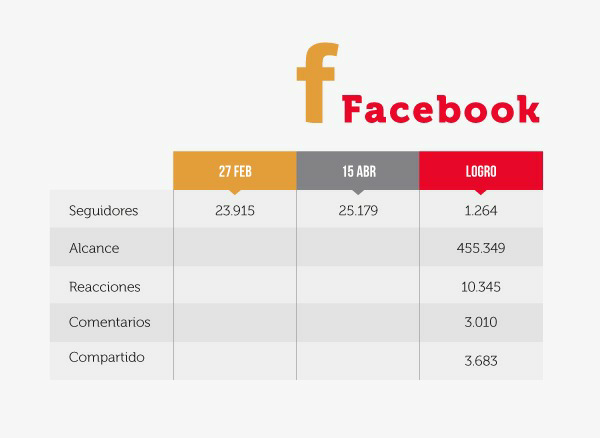 f Facebook
27 FEB 15 ABR LOGRO
Seguidores 23.915 25.179 1.264
Alcance 455.349
Reacciones 10.345
Comentarios 3.010
Compartido 3.683